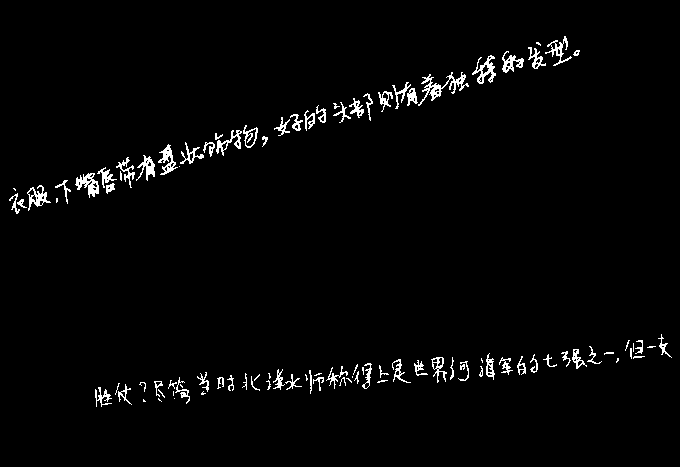 衣服,下嘴唇带有盘状饰物,好的头部则有着独特的发型。
胜仗?尽管当时北洋水师称得上是世界河海军的七强之一,但一支